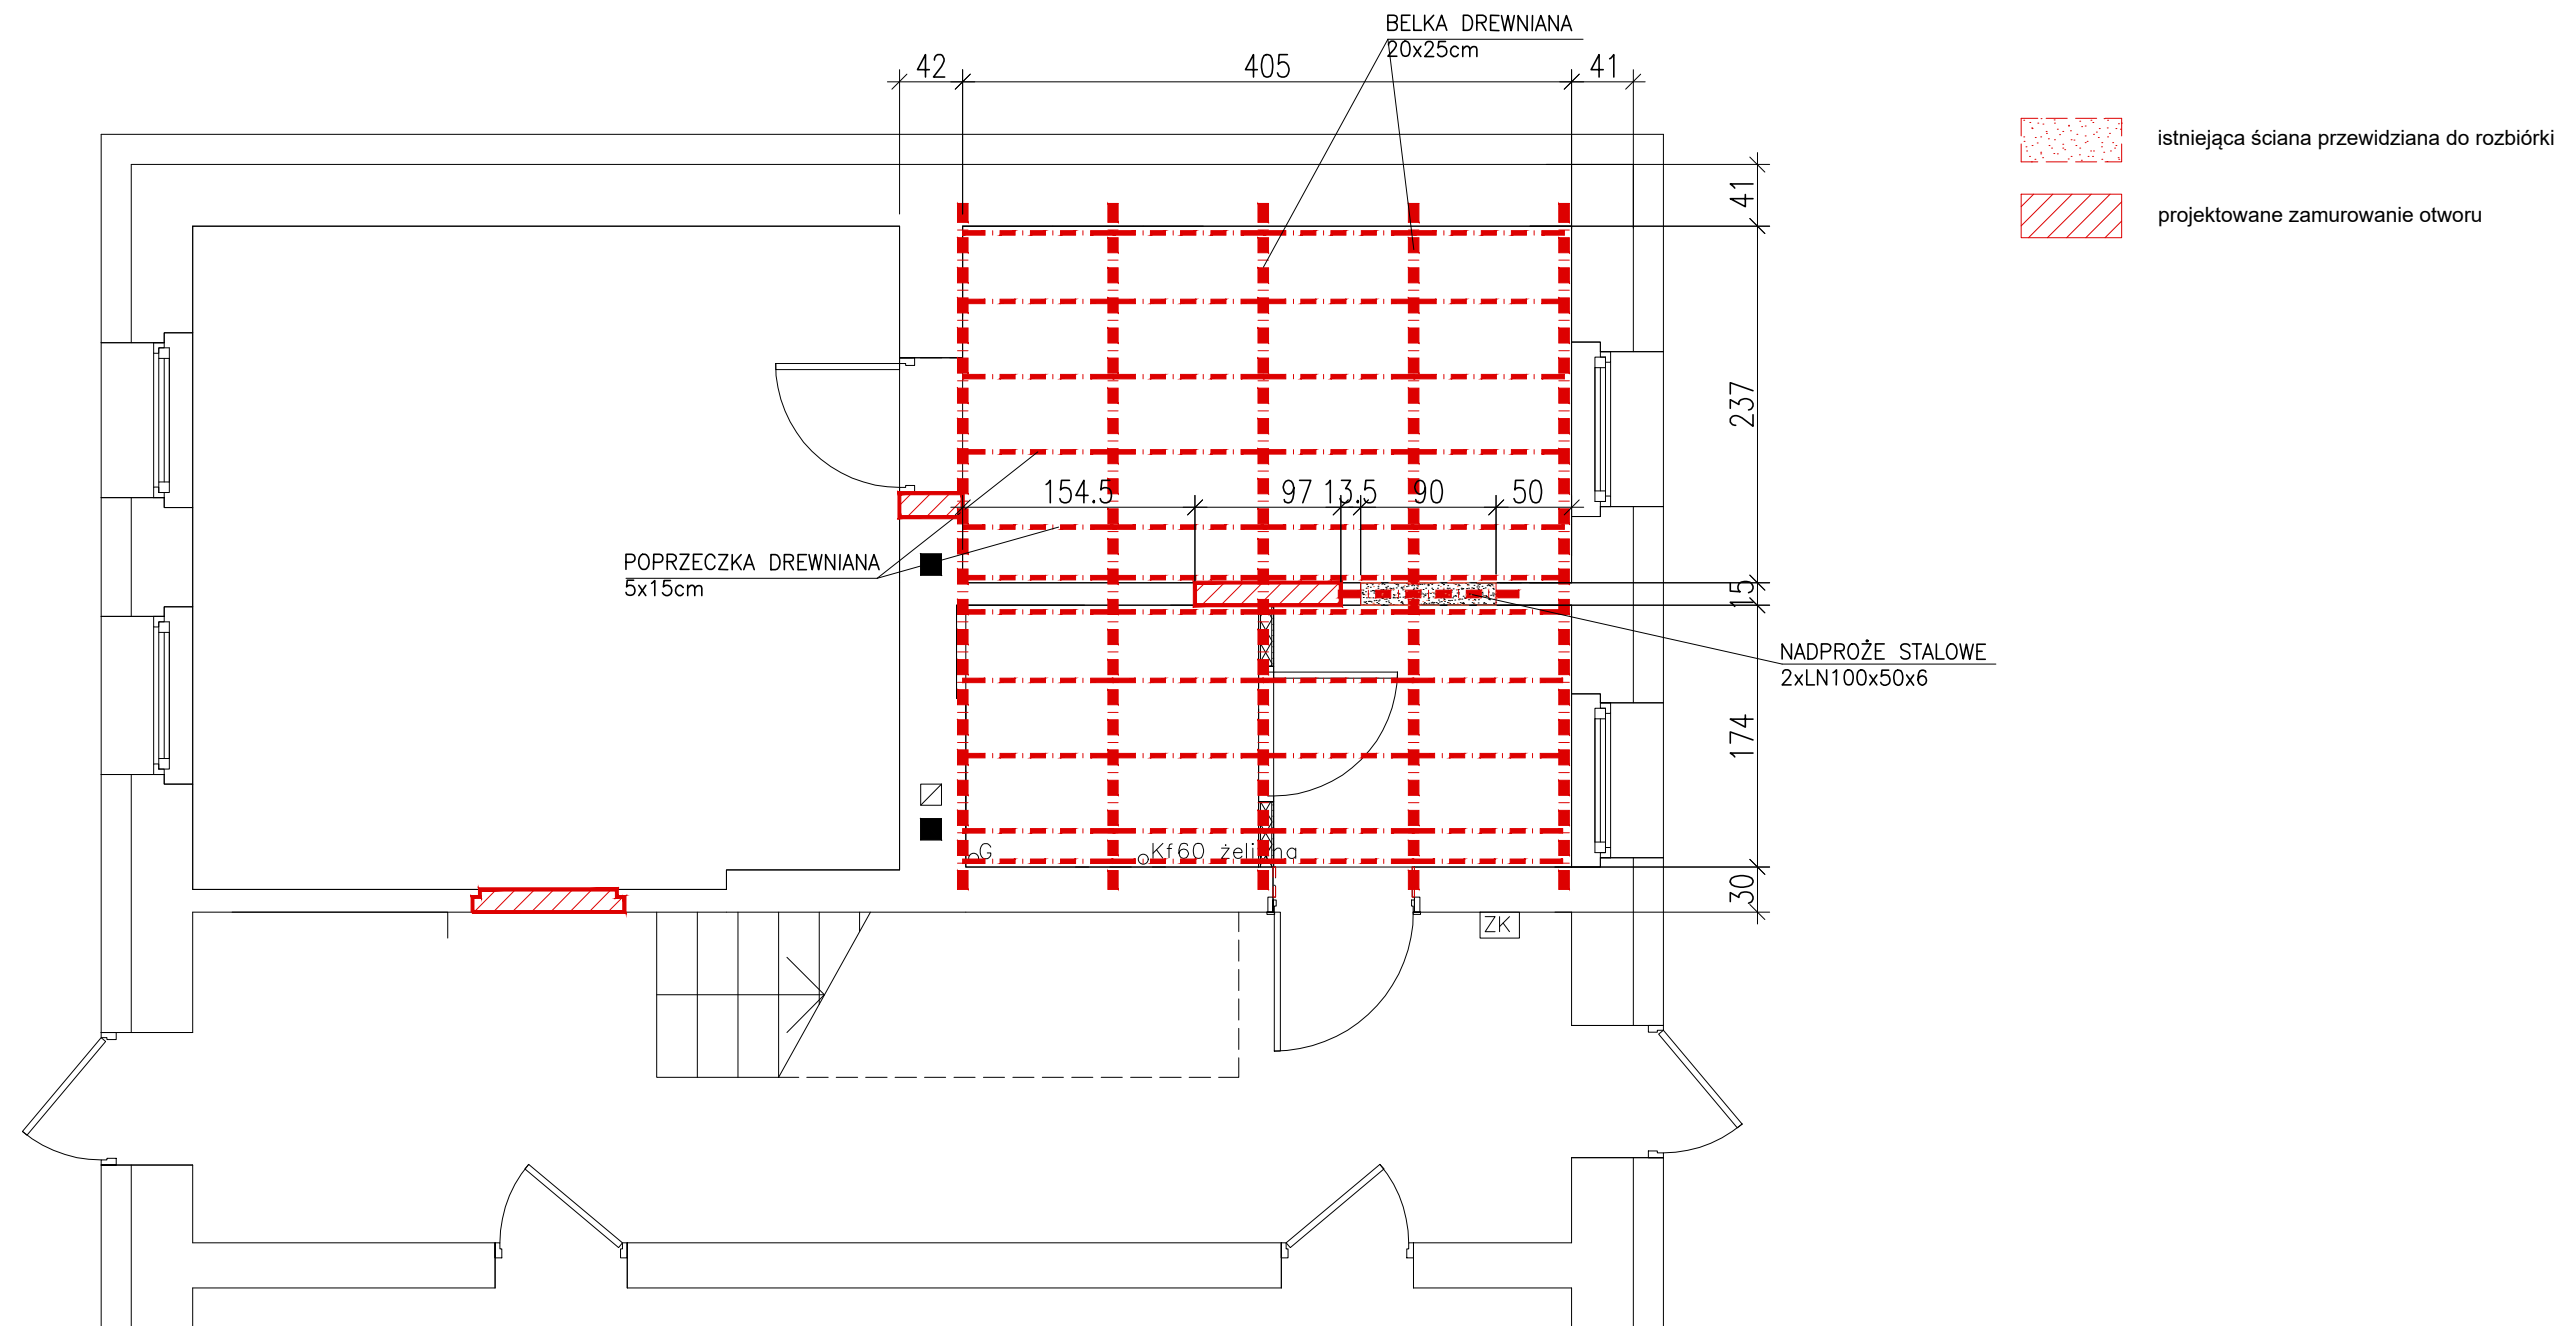 BELKA DREWNIANA
20x25cm
42
405
41
istniejąca ściana przewidziana do rozbiórki
projektowane zamurowanie otworu
41
237
154.5
97
13.5
90
50
POPRZECZKA DREWNIANA
5x15cm
15
NADPROŻE STALOWE
2xLN100x50x6
174
G
Kf60 żeliwna
30
ZK